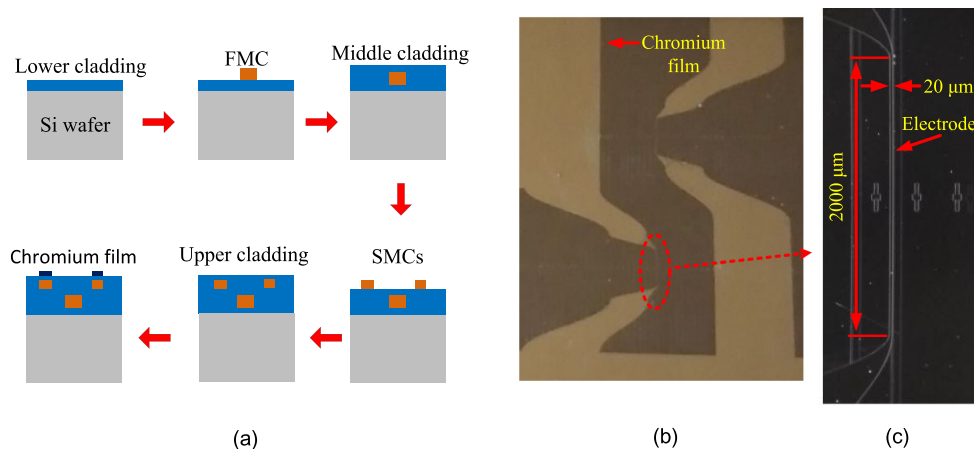 Lower cladding
Si wafer
FMC
Middle cladding
SMCs
Upper cladding
Chromium film
(a)
Chromium
film
(b)
20 μm
Electrode
2000 μm
(c)